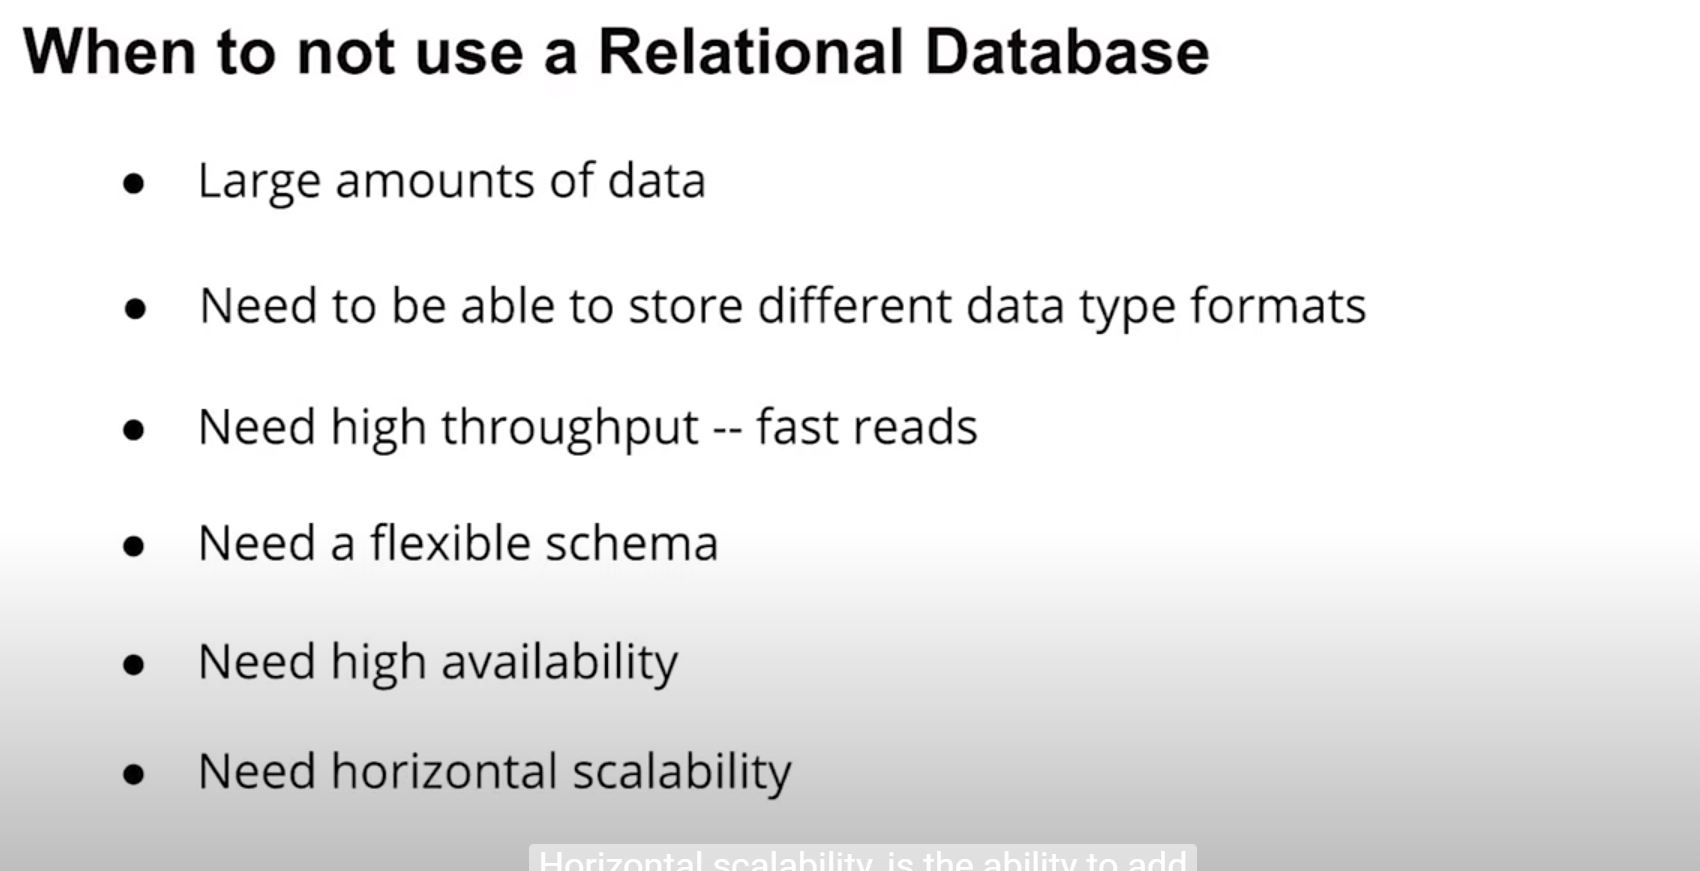 When to not use a Relational Database
● Large amounts of data
● Need to be able to store different data type formats
● Need high throughput -- fast reads
● Need a flexible schema
● Need high availability
● Need horizontal scalability
Horizontal scalability, is the ability to add